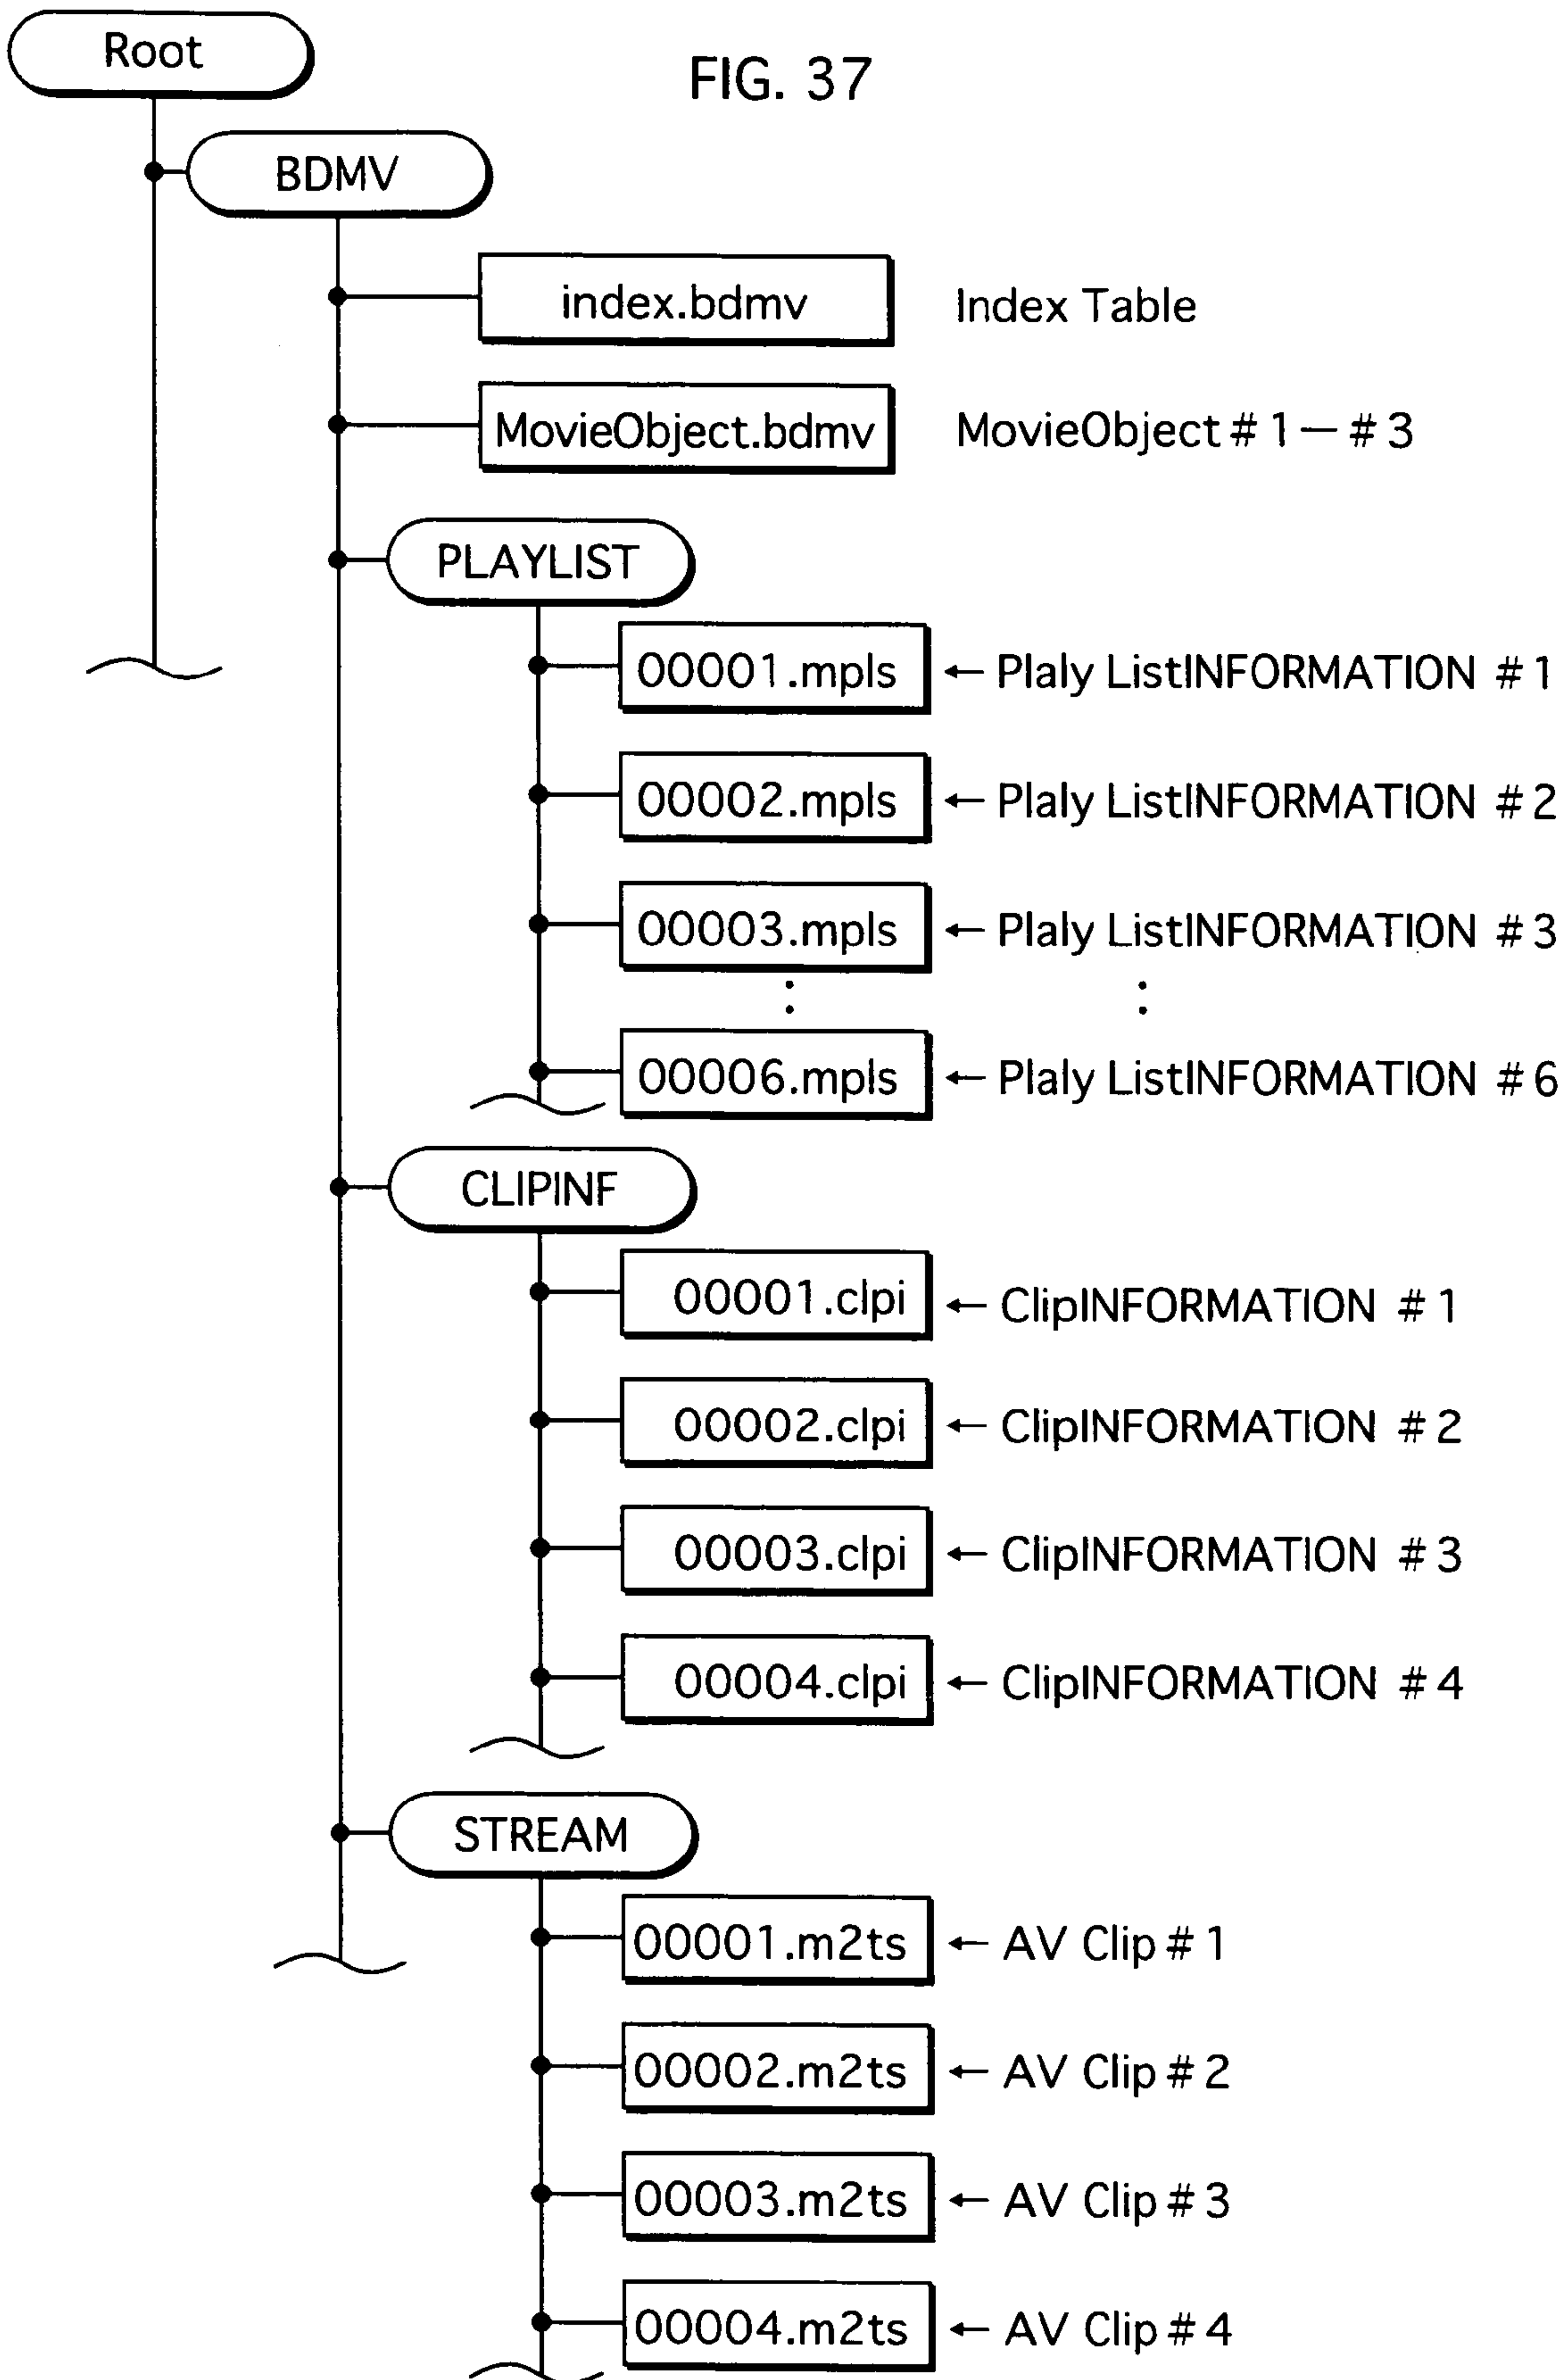 Root
FIG. 37
BDMV
index.bdmv Index Table
MovieObject.bdmv MovieObject # 1 — # 3
PLAYLIST
00001.mpls ← Plaly ListINFORMATION # 1
00002.mpls ← Plaly ListINFORMATION # 2
00003.mpls ← Plaly ListINFORMATION # 3
: :
00006.mpls ← Plaly ListINFORMATION # 6
CLIPINF
00001.clpi ← ClipINFORMATION # 1
00002.clpi ← ClipINFORMATION # 2
00003.clpi ← ClipINFORMATION # 3
00004.clpi ← ClipINFORMATION # 4
STREAM
00001.m2ts ← AV Clip # 1
00002.m2ts ← AV Clip # 2
00003.m2ts ← AV Clip # 3
00004.m2ts ← AV Clip # 4